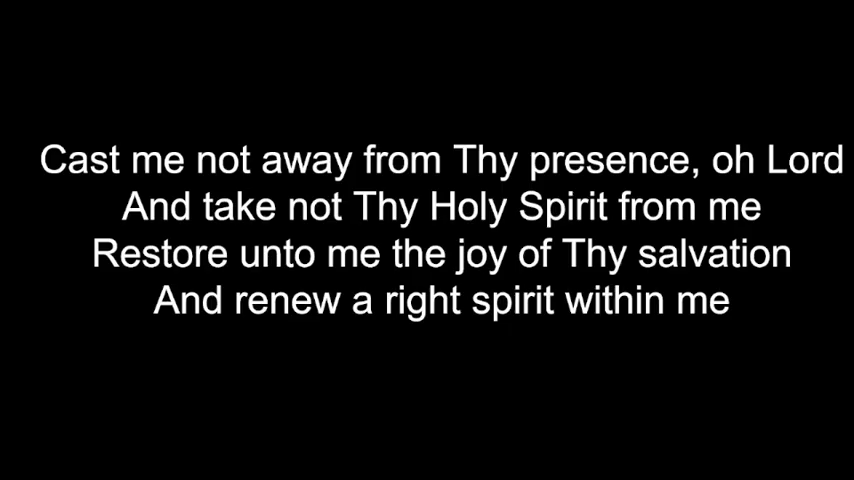 Cast me not away from Thy presence, oh Lord
And take not Thy Holy Spirit from me
Restore unto me the joy of Thy salvation
And renew a right spirit within me